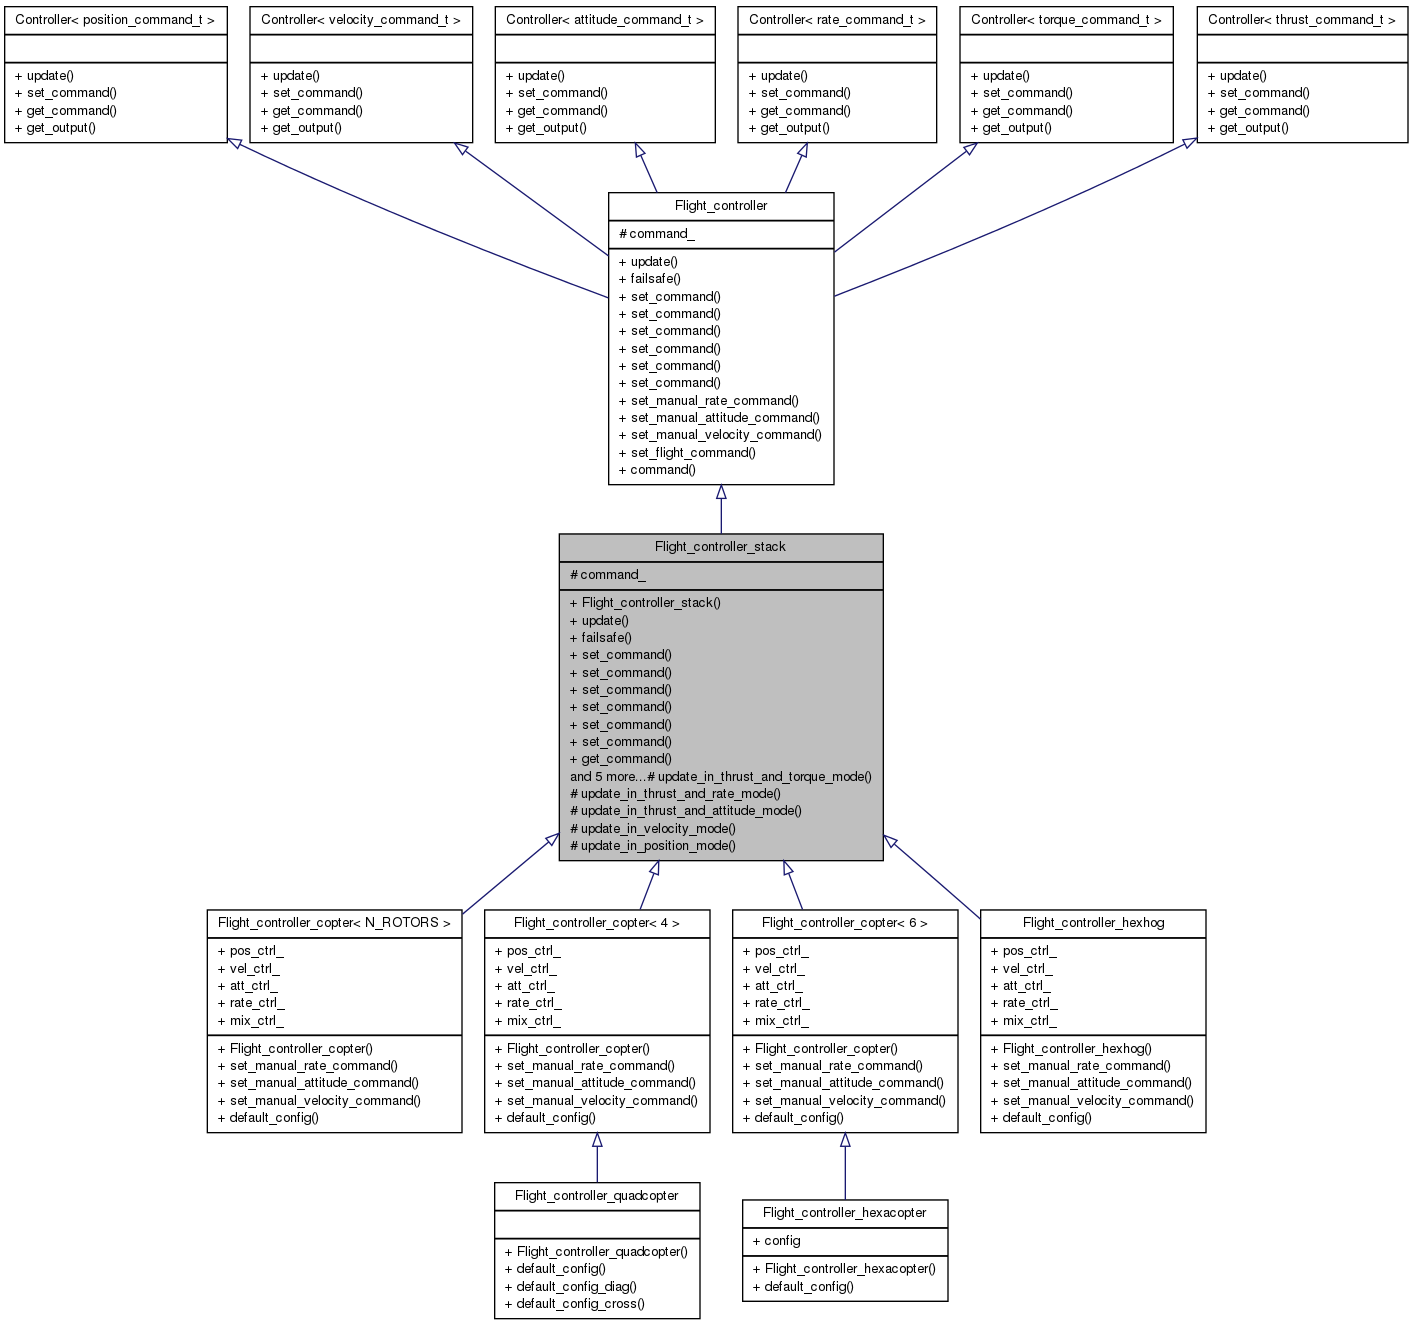 Controller< position_command_t >
+ update()
+ set_command()
+ get_command()
+ get_output()
Controller< velocity_command_t >
+ update()
+ set_command()
+ get_command()
+ get_output()
Controller< attitude_command_t >
+ update()
+ set_command()
+ get_command()
+ get_output()
Controller< rate_command_t >
+ update()
+ set_command()
+ get_command()
+ get_output()
Controller< torque_command_t >
+ update()
+ set_command()
+ get_command()
+ get_output()
Controller< thrust_command_t >
+ update()
+ set_command()
+ get_command()
+ get_output()
Flight_controller
# command_
+ update()
+ failsafe()
+ set_command()
+ set_command()
+ set_command()
+ set_command()
+ set_command()
+ set_command()
+ set_manual_rate_command()
+ set_manual_attitude_command()
+ set_manual_velocity_command()
+ set_flight_command()
+ command()
Flight_controller_stack
# command_
+ Flight_controller_stack()
+ update()
+ failsafe()
+ set_command()
+ set_command()
+ set_command()
+ set_command()
+ set_command()
+ set_command()
+ get_command()
and 5 more...# update_in_thrust_and_torque_mode()
# update_in_thrust_and_rate_mode()
# update_in_thrust_and_attitude_mode()
# update_in_velocity_mode()
# update_in_position_mode()
Flight_controller_copter< N_ROTORS >
+ pos_ctrl_
+ vel_ctrl_
+ att_ctrl_
+ rate_ctrl_
+ mix_ctrl_
+ Flight_controller_copter()
+ set_manual_rate_command()
+ set_manual_attitude_command()
+ set_manual_velocity_command()
+ default_config()
Flight_controller_copter< 4 >
+ pos_ctrl_
+ vel_ctrl_
+ att_ctrl_
+ rate_ctrl_
+ mix_ctrl_
+ Flight_controller_copter()
+ set_manual_rate_command()
+ set_manual_attitude_command()
+ set_manual_velocity_command()
+ default_config()
Flight_controller_copter< 6 >
+ pos_ctrl_
+ vel_ctrl_
+ att_ctrl_
+ rate_ctrl_
+ mix_ctrl_
+ Flight_controller_copter()
+ set_manual_rate_command()
+ set_manual_attitude_command()
+ set_manual_velocity_command()
+ default_config()
Flight_controller_hexhog
+ pos_ctrl_
+ vel_ctrl_
+ att_ctrl_
+ rate_ctrl_
+ mix_ctrl_
+ Flight_controller_hexhog()
+ set_manual_rate_command()
+ set_manual_attitude_command()
+ set_manual_velocity_command()
+ default_config()
Flight_controller_quadcopter
+ Flight_controller_quadcopter()
+ default_config()
+ default_config_diag()
+ default_config_cross()
Flight_controller_hexacopter
+ config
+ Flight_controller_hexacopter()
+ default_config()